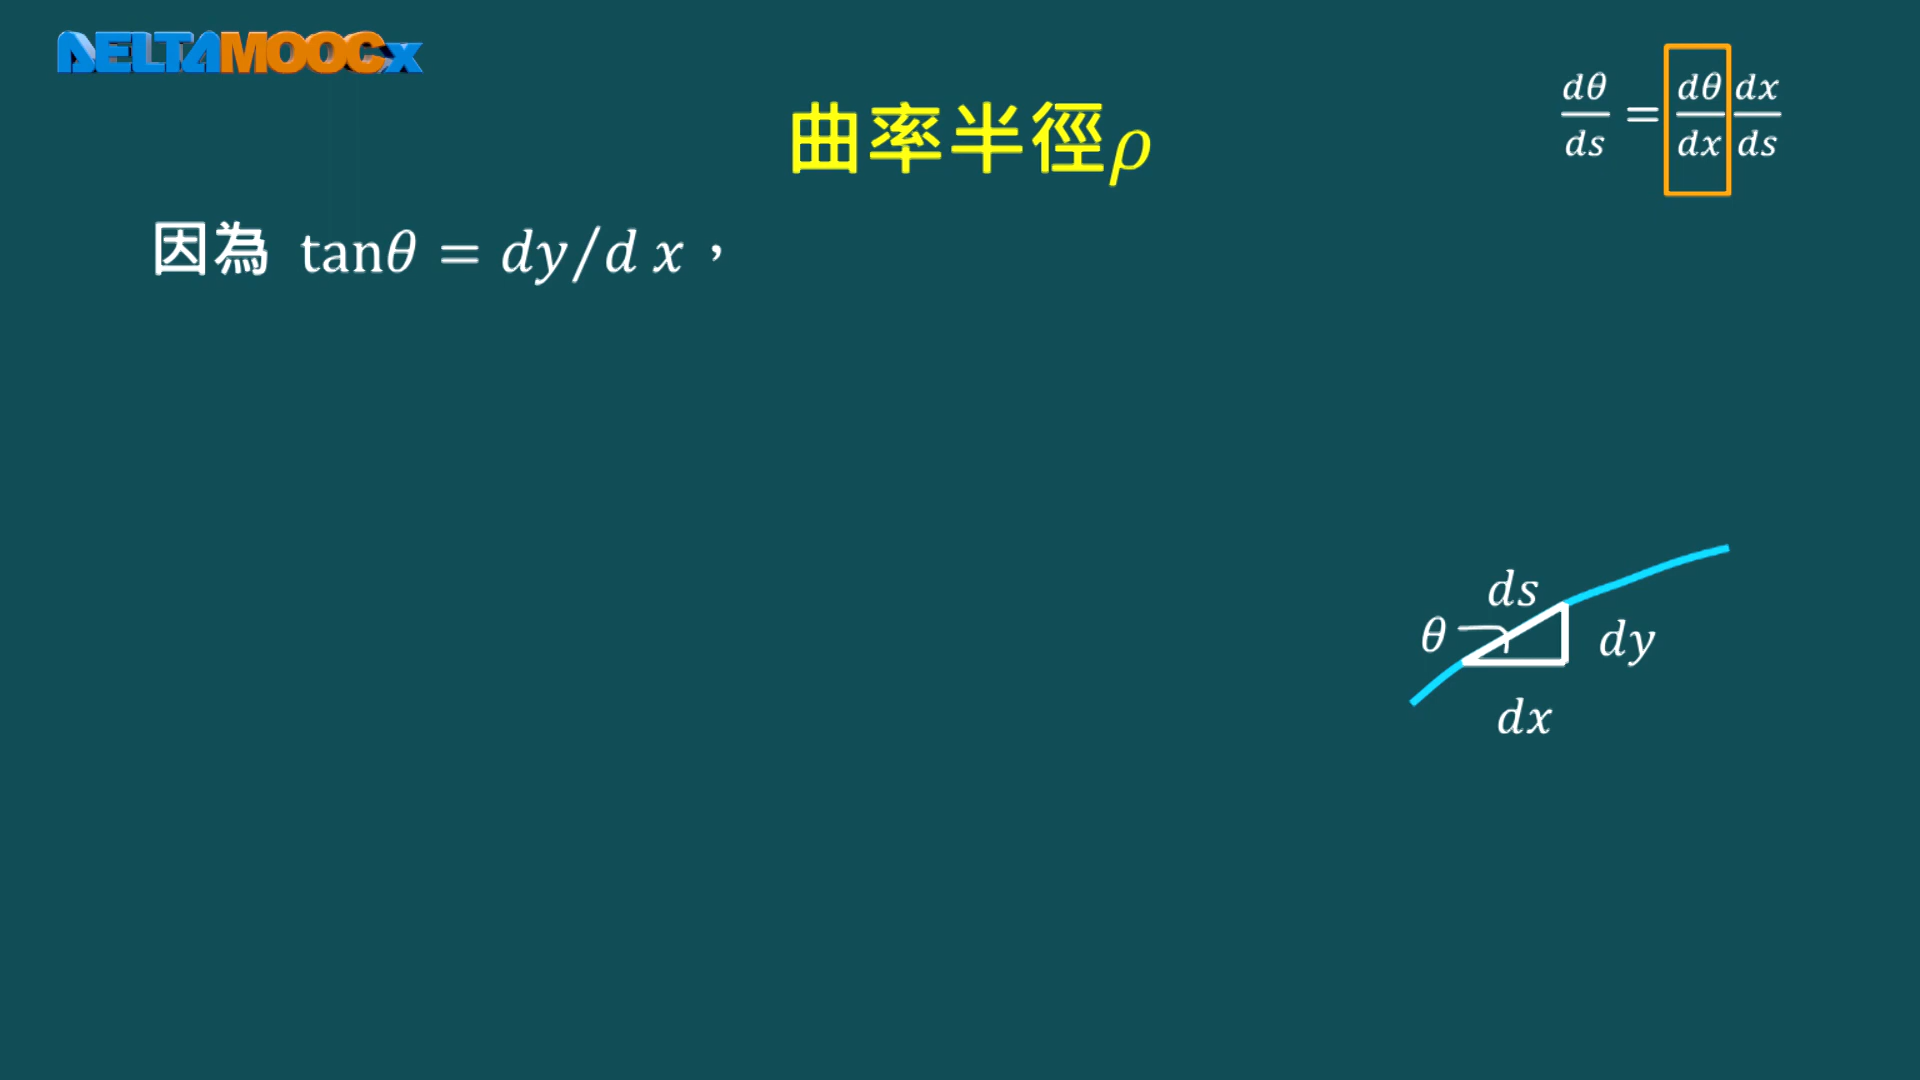 DELTAMOOCx
曲率半徑ρ
dθ/ds = dθ/dx dx/ds
因為 tanθ = dy/d x，
ds
θ
dy
dx